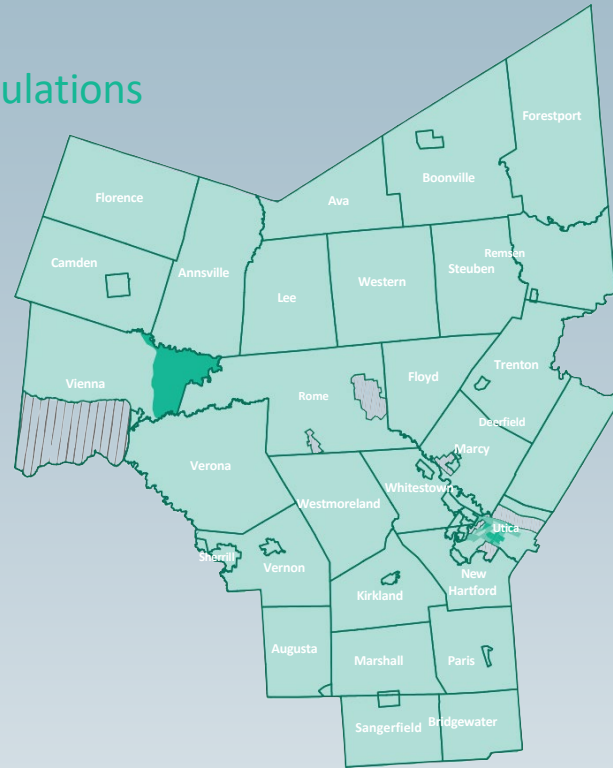 ulations
Forestport
Boonville
Florence
Ava
Remsen
Camden
Annsville
Steuben
Western
Lee
Trenton
Floyd
Vienna
Rome
Deerfield
Marcy
Verona
Whitestown
Westmoreland
Utica
Sherrill
Vernon
New
Hartford
Kirkland
Augusta
Marshall
Paris
Sangerfield
Bridgewater